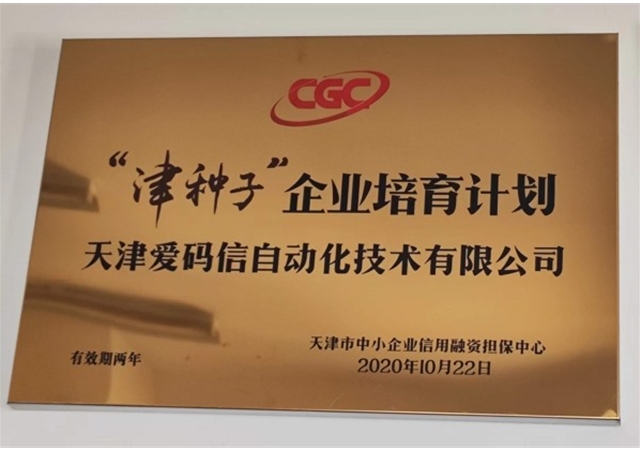 CGC
“津种子”企业培育计划
天津爱码信自动化技术有限公司
有效期两年
天津市中小企业信用融资担保中心
2020年10月22日